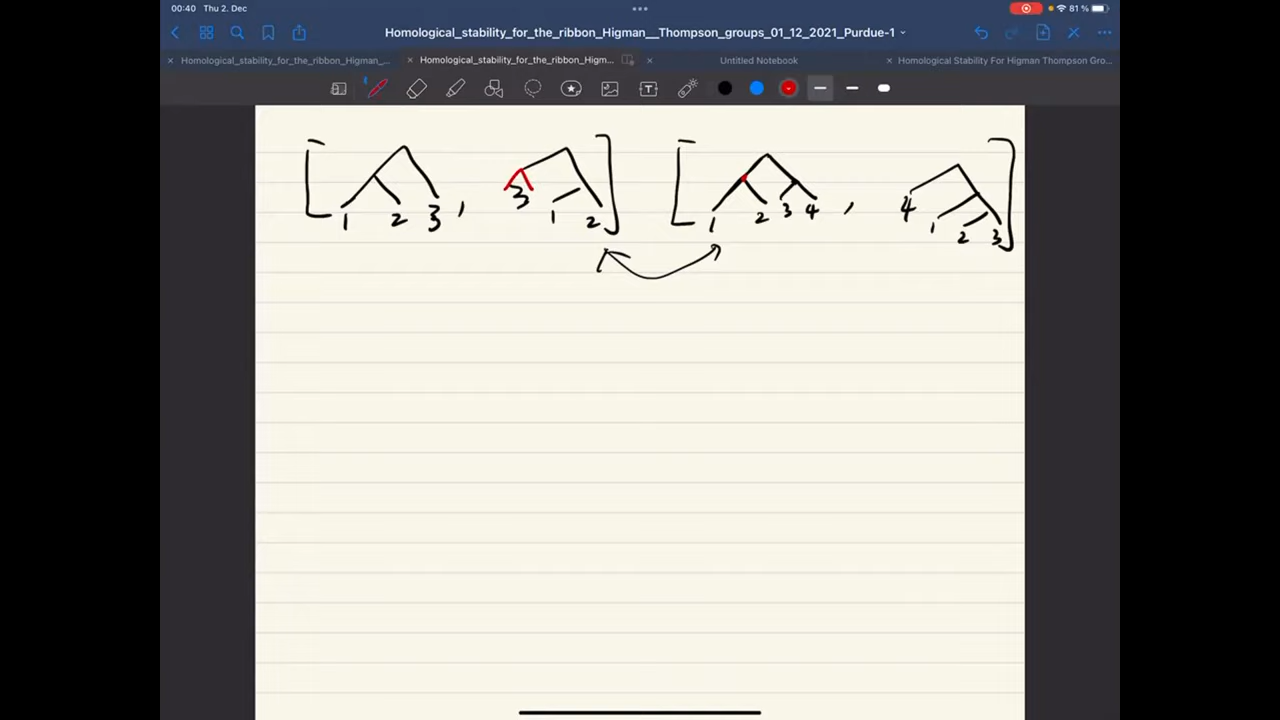 00:40 Thu 2. Dec 81 %
Homological_stability_for_the_ribbon_Higman__Thompson_groups_01_12_2021_Purdue-1
Homological_stability_for_the_ribbon_Higman_... Homological_stability_for_the_ribbon_Higm... Untitled Notebook Homological Stability For Higman Thompson Gro...
[ 1 2 3 , 3 1 2 ] [ 1 2 3 4 , 4 1 2 3 ]